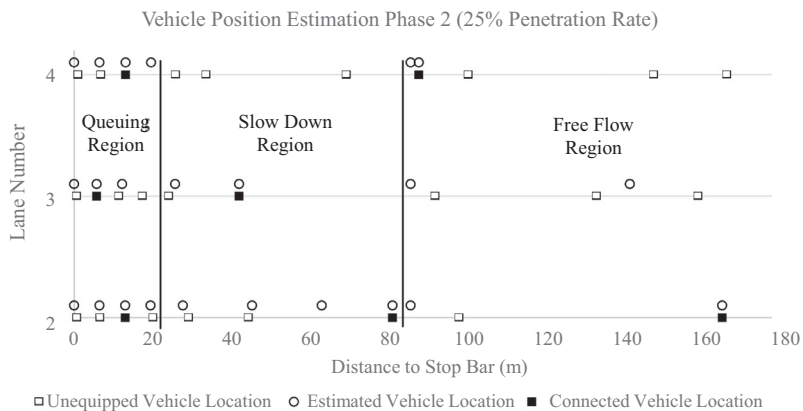 Vehicle Position Estimation Phase 2 (25% Penetration Rate)
4
Queuing
Region
Slow Down
Region
Free Flow
Region
Lane Number
3
2
0 20 40 60 80 100 120 140 160 180
Distance to Stop Bar (m)
Unequipped Vehicle Location Estimated Vehicle Location Connected Vehicle Location